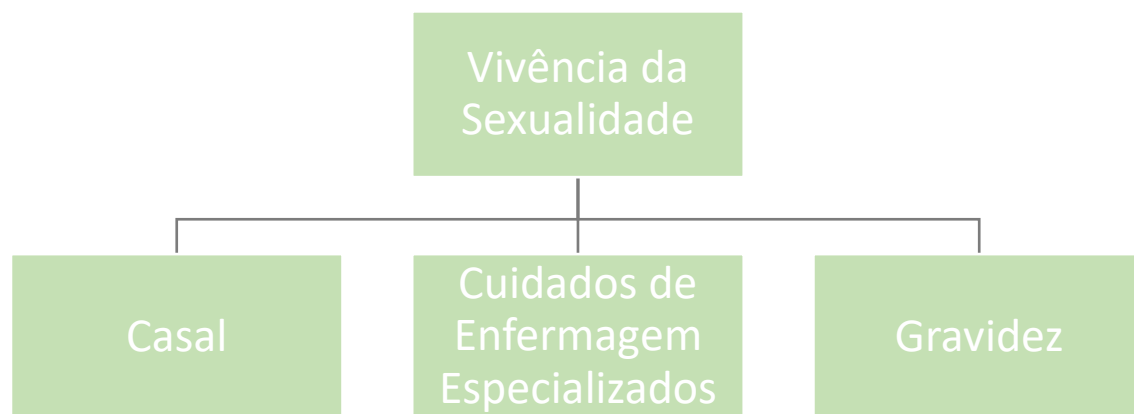 Vivência da
Sexualidade
Casal
Cuidados de
Enfermagem
Especializados
Gravidez